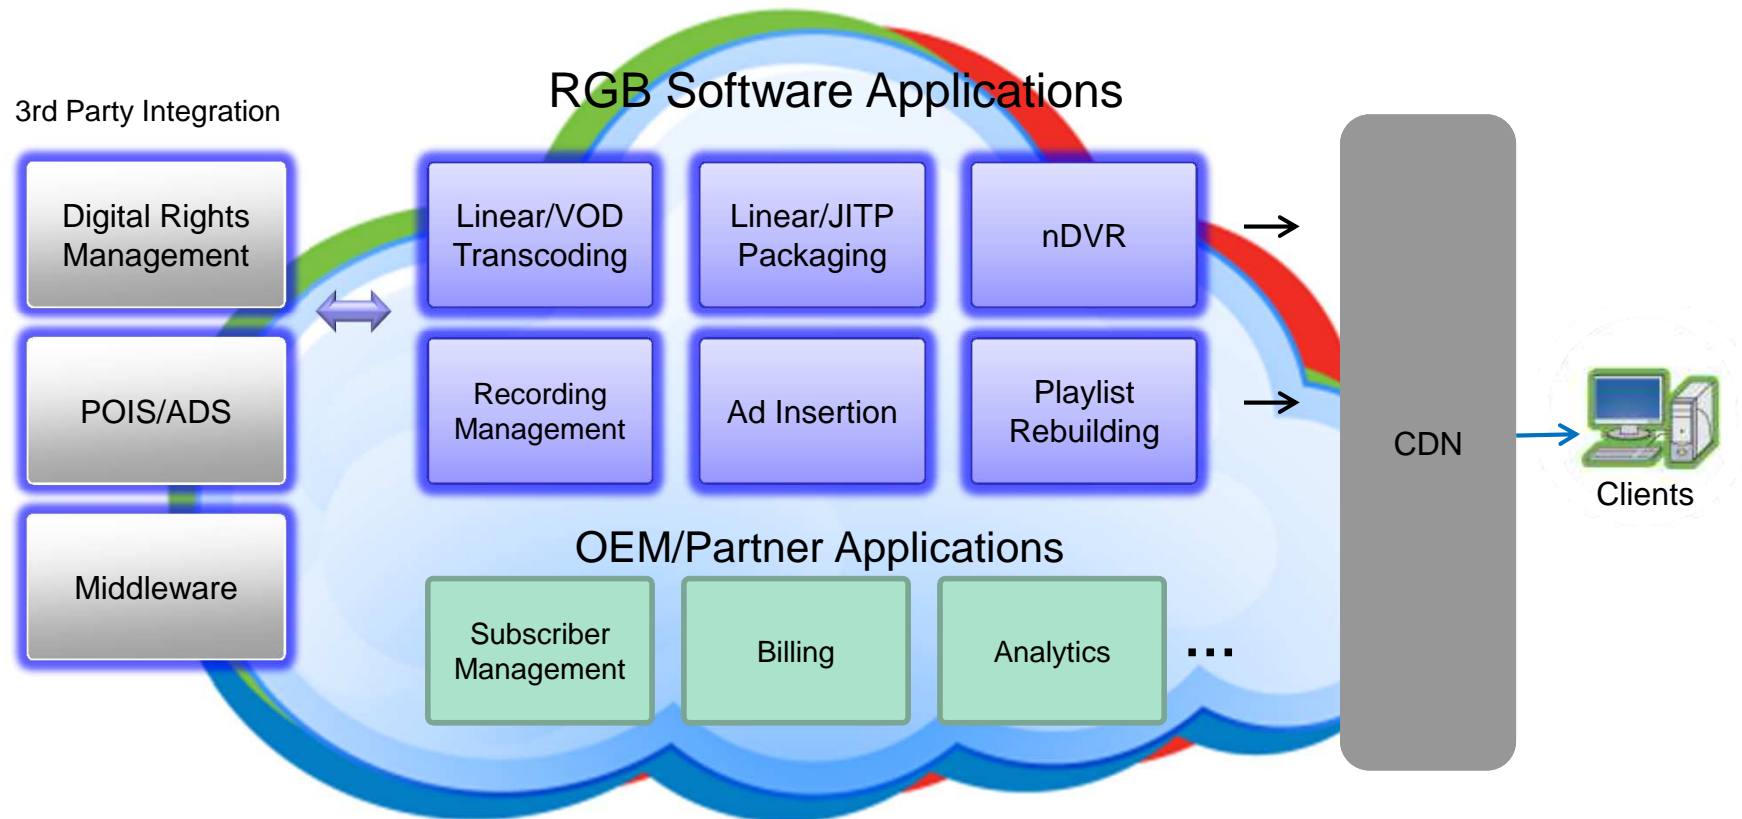 RGB Software Applications
3rd Party Integration
Digital Rights
Management
POIS/ADS
Middleware
Linear/VOD
Transcoding
Linear/JITP
Packaging
nDVR
Recording
Management
Ad Insertion
Playlist
Rebuilding
OEM/Partner Applications
Subscriber
Management
Billing
Analytics
...
CDN
Clients